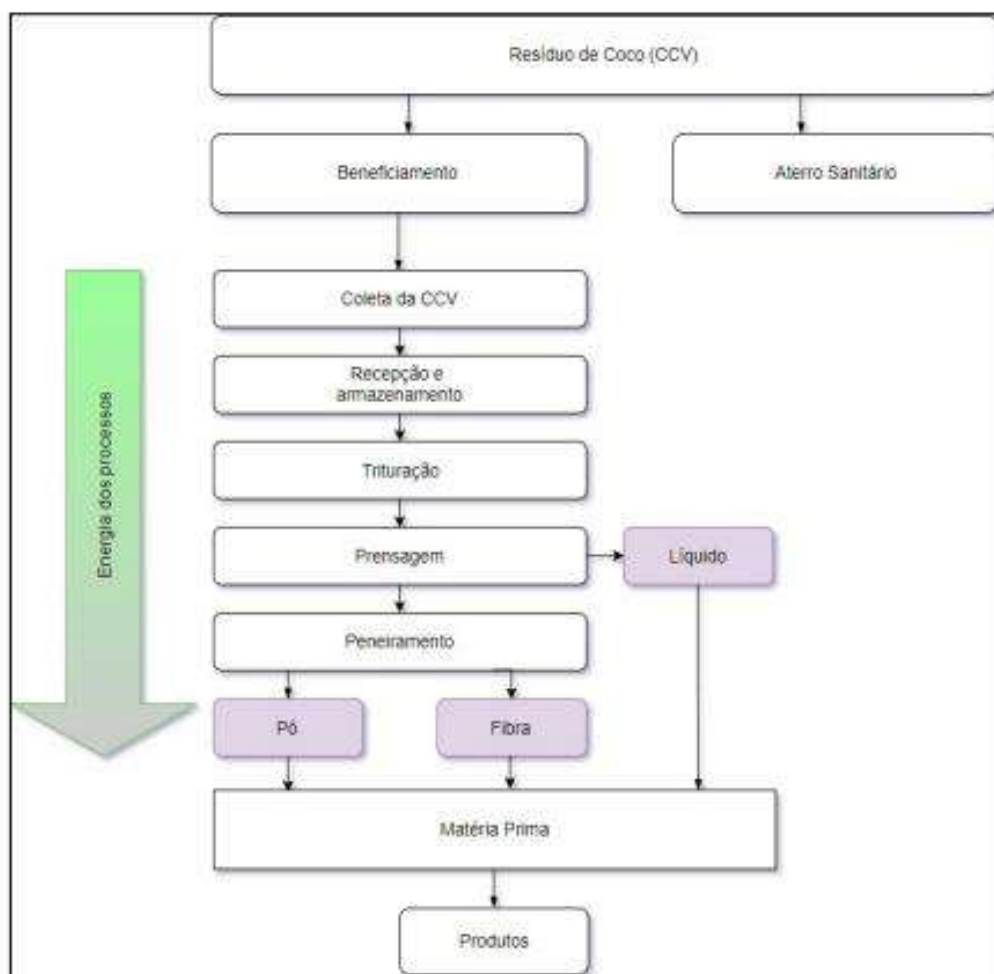 Resíduo de Coco (CCV)
Beneficiamento
Aterro Sanitário
Coleta da CCV
Recepção e
armazenamento
Trituração
Prensagem
Líquido
Peneiramento
Pó
Fibra
Matéria Prima
Produtos
Energia dos processos